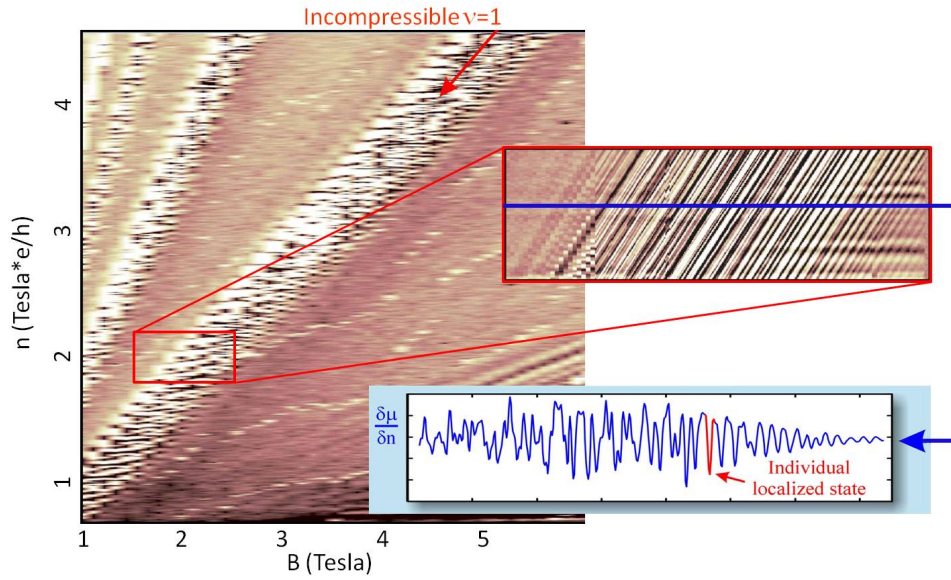 Incompressible ν=1
n (Tesla*e/h)
4
3
2
1
1 2 3 4 5
B (Tesla)
δμ
δn
Individual
localized state